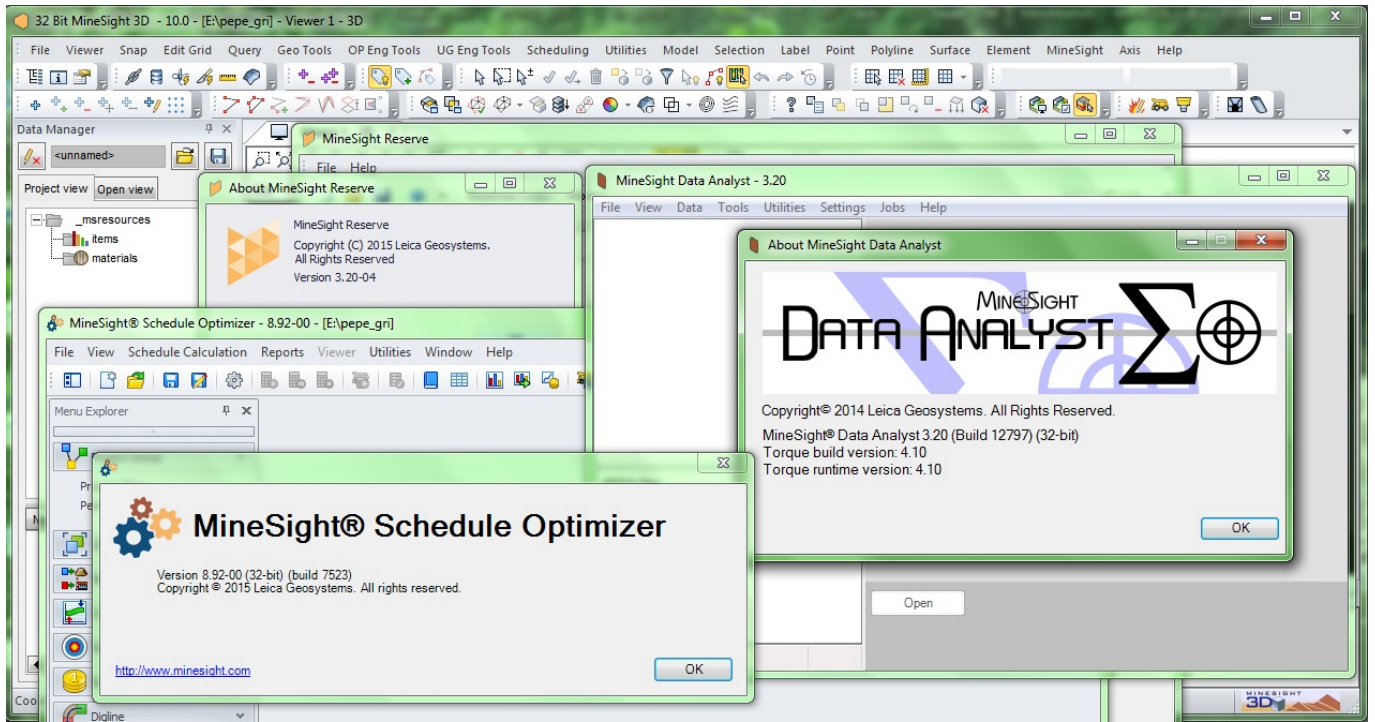 32 Bit MineSight 3D - 10.0 - [E:\pepe_gri] - Viewer 1 - 3D
File Viewer Snap Edit Grid Query Geo Tools OP Eng Tools UG Eng Tools Scheduling Utilities Model Selection Label Point Polyline Surface Element MineSight Axis Help
Data Manager
<unnamed>
Project view Open view
_msresources
items
materials
MineSight Reserve
File Help
About MineSight Reserve
MineSight Reserve
Copyright (C) 2015 Leica Geosystems.
All Rights Reserved
Version 3.20-04
MineSight Data Analyst - 3.20
File View Data Tools Utilities Settings Jobs Help
About MineSight Data Analyst
MINESIGHT
DATA ANALYST Σ
Copyright© 2014 Leica Geosystems. All Rights Reserved.
MineSight® Data Analyst 3.20 (Build 12797) (32-bit)
Torque build version: 4.10
Torque runtime version: 4.10
OK
Open
MineSight® Schedule Optimizer - 8.92-00 - [E:\pepe_gri]
File View Schedule Calculation Reports Viewer Utilities Window Help
Menu Explorer
Pr
Pe
MineSight® Schedule Optimizer
Version 8.92-00 (32-bit) (build 7523)
Copyright © 2015 Leica Geosystems. All rights reserved.
http://www.minesight.com
OK
Digline
Coo
MINESIGHT
3D